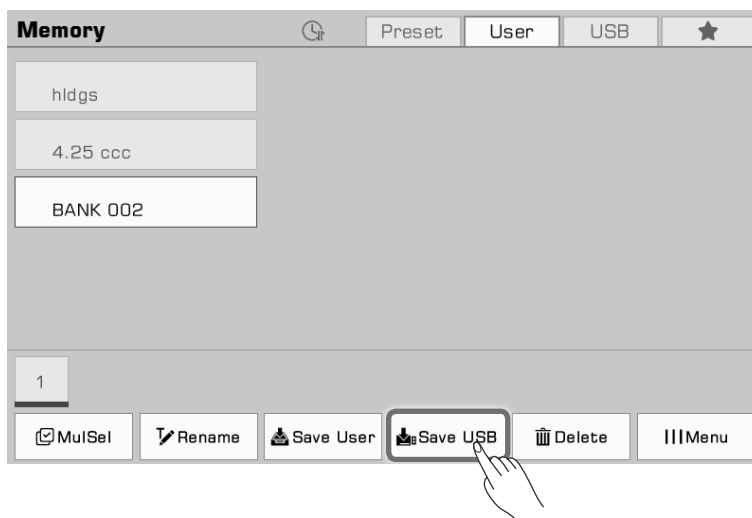 Memory Preset User USB
hldgs
4.25 ccc
BANK 002
1
MulSel Rename Save User Save USB Delete Menu